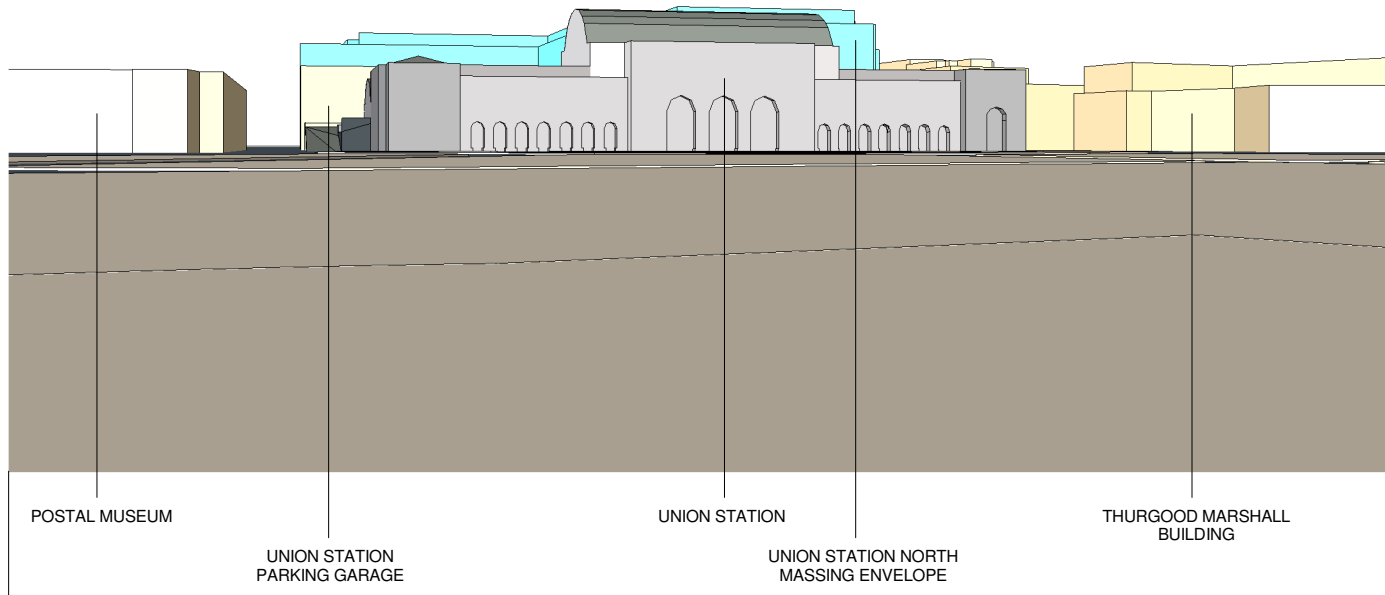 POSTAL MUSEUM
UNION STATION
PARKING GARAGE
UNION STATION
UNION STATION NORTH
MASSING ENVELOPE
THURGOOD MARSHALL
BUILDING